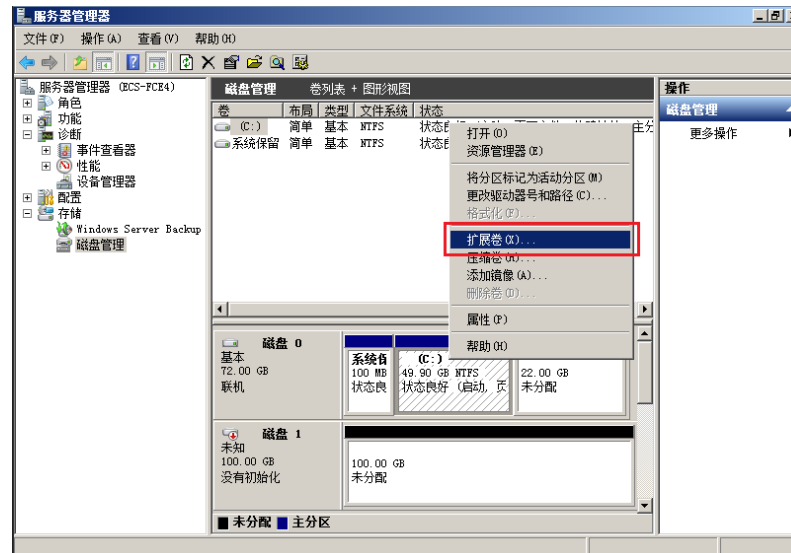 服务器管理器
文件(F) 操作(A) 查看(V) 帮助(H)
服务器管理器 (ECS-FCE4)
角色
功能
诊断
事件查看器
性能
设备管理器
配置
存储
Windows Server Backup
磁盘管理
磁盘管理 卷列表 + 图形视图
卷 布局 类型 文件系统 状态
(C:) 简单 基本 NTFS 状态良 主分
系统保留 简单 基本 NTFS 状态良
打开(O)
资源管理器(E)
将分区标记为活动分区(M)
更改驱动器号和路径(C)...
格式化(F)...
扩展卷(X)...
压缩卷(H)...
添加镜像(A)...
删除卷(D)...
属性(P)
帮助(H)
磁盘 0
基本
72.00 GB
联机
系统保
100 MB
状态良
(C:)
49.90 GB NTFS
状态良好 (启动, 页
22.00 GB
未分配
磁盘 1
未知
100.00 GB
没有初始化
100.00 GB
未分配
未分配 主分区
操作
磁盘管理
更多操作